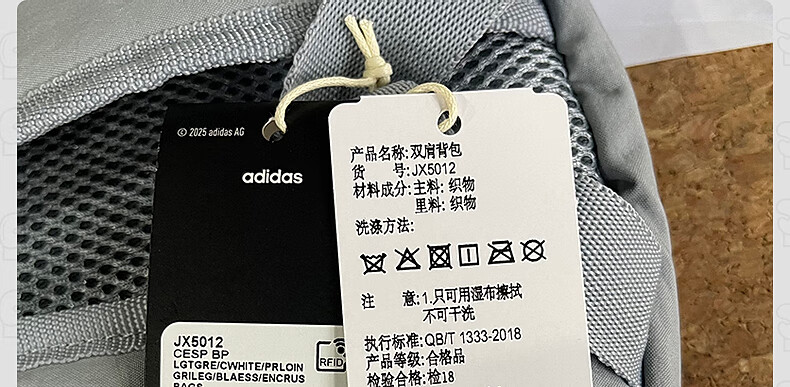 © 2025 adidas AG
adidas
JX5012
CESP BP
LGTGRE/CWHITE/PRLOIN
GRILEG/BLAESS/ENCRUS
BAGS
RFID
产品名称:双肩背包
货 号:JX5012
材料成分:主料: 织物
里料: 织物
洗涤方法:
注 意:1.只可用湿布擦拭
不可干洗
执行标准:QB/T 1333-2018
产品等级:合格品
检验合格:检18